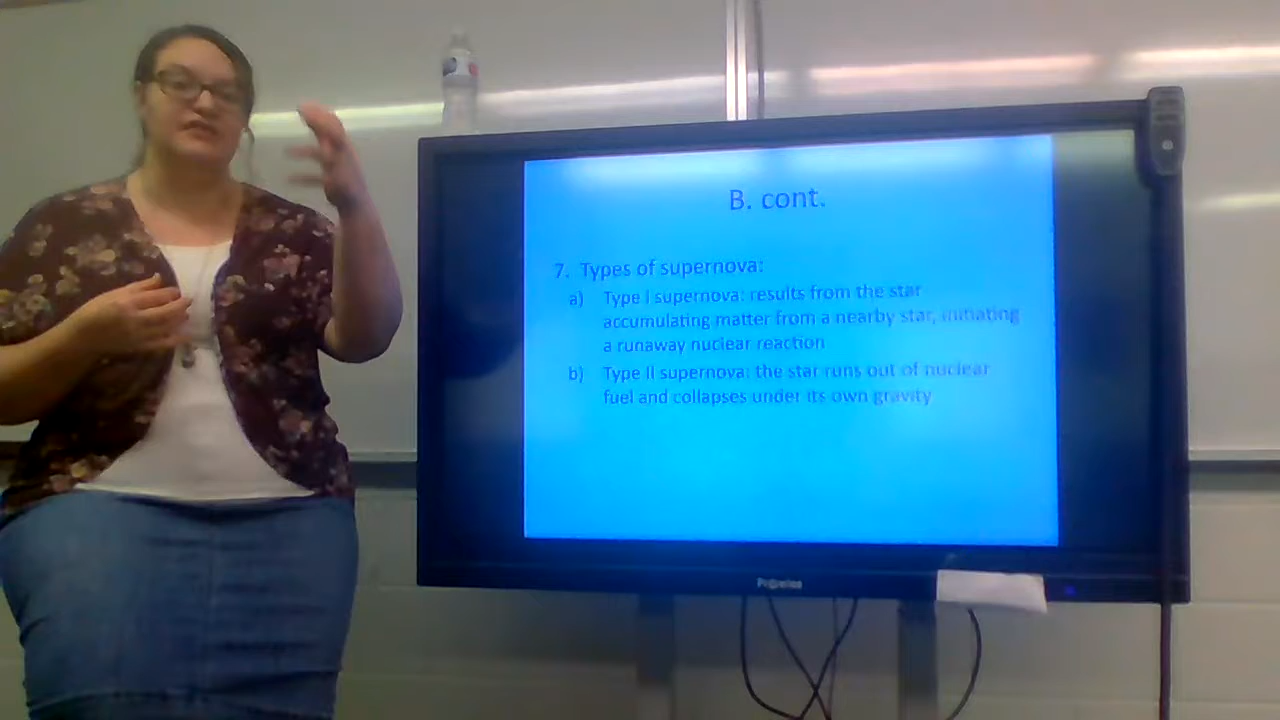 B. cont.
7. Types of supernova:
a) Type I supernova: results from the star
accumulating matter from a nearby star, initiating
a runaway nuclear reaction
b) Type II supernova: the star runs out of nuclear
fuel and collapses under its own gravity